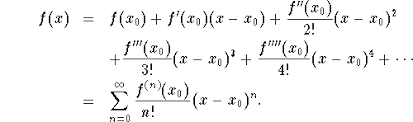 f(x) = f(x₀) + f′(x₀)(x − x₀) + f″(x₀)/2! (x − x₀)²
+ f‴(x₀)/3! (x − x₀)³ + f⁗(x₀)/4! (x − x₀)⁴ + ⋯
= ∑ₙ₌₀^∞ f⁽ⁿ⁾(x₀)/n! (x − x₀)ⁿ.